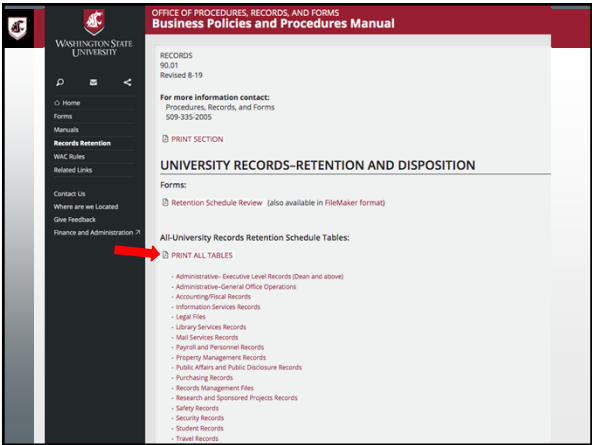 OFFICE OF PROCEDURES, RECORDS, AND FORMS
Business Policies and Procedures Manual
WASHINGTON STATE
UNIVERSITY
Home
Forms
Manuals
Records Retention
WAC Rules
Related Links
Contact Us
Where are we Located
Give Feedback
Finance and Administration
RECORDS
90.01
Revised 8-19
For more information contact:
Procedures, Records, and Forms
509-335-2005
PRINT SECTION
UNIVERSITY RECORDS–RETENTION AND DISPOSITION
Forms:
Retention Schedule Review (also available in FileMaker format)
All-University Records Retention Schedule Tables:
PRINT ALL TABLES
- Administrative– Executive Level Records (Dean and above)
- Administrative-General Office Operations
- Accounting/Fiscal Records
- Information Services Records
- Legal Files
- Library Services Records
- Mail Services Records
- Payroll and Personnel Records
- Property Management Records
- Public Affairs and Public Disclosure Records
- Purchasing Records
- Records Management Files
- Research and Sponsored Projects Records
- Safety Records
- Security Records
- Student Records
- Travel Records